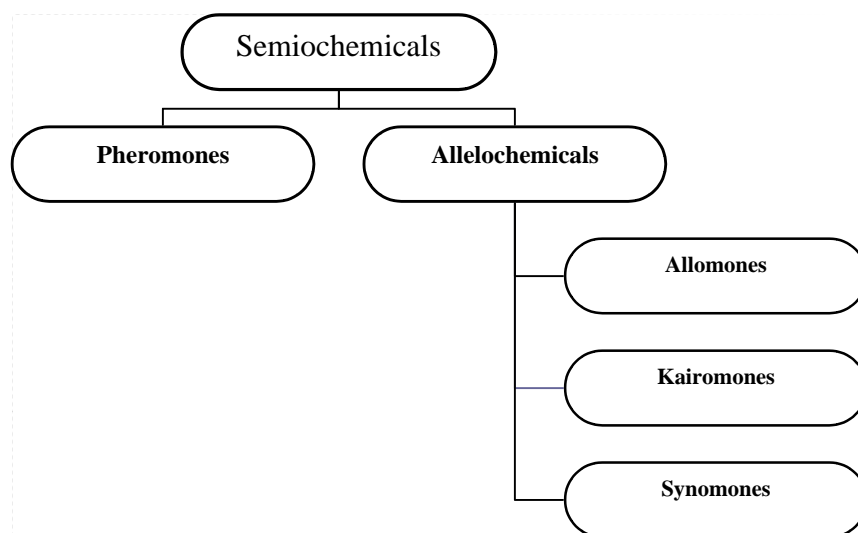 Semiochemicals
Pheromones
Allelochemicals
Allomones
Kairomones
Synomones